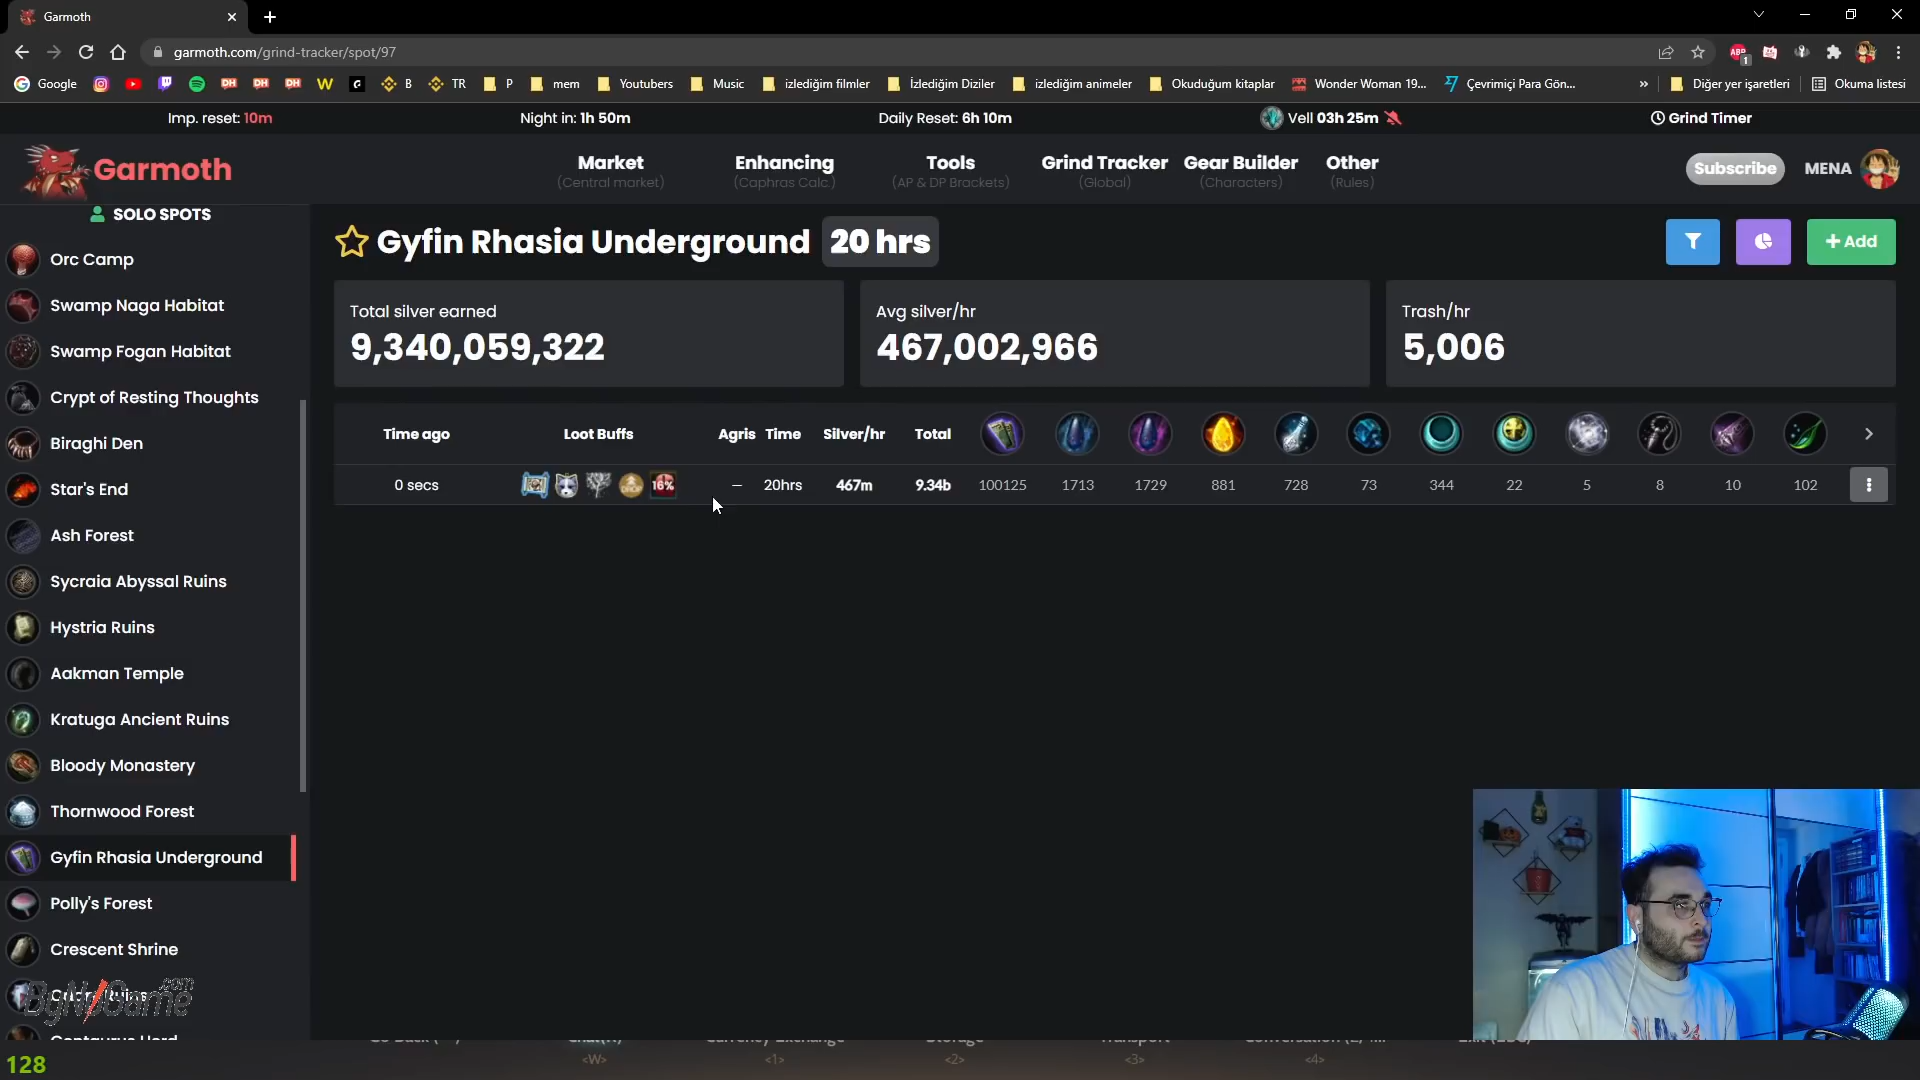 Garmoth
garmoth.com/grind-tracker/spot/97
Google B TR P mem Youtubers Music izlediğim filmler İzlediğim Diziler izlediğim animeler Okuduğum kitaplar Wonder Woman 19... Çevrimiçi Para Gön... » Diğer yer işaretleri Okuma listesi
Imp. reset: 10m Night in: 1h 50m Daily Reset: 6h 10m Vell 03h 25m Grind Timer
Garmoth
Market Enhancing Tools Grind Tracker Gear Builder Other
(Central market) (Caphras Calc.) (AP & DP Brackets) (Global) (Characters) (Rules)
Subscribe MENA
SOLO SPOTS
Orc Camp
Swamp Naga Habitat
Swamp Fogan Habitat
Crypt of Resting Thoughts
Biraghi Den
Star's End
Ash Forest
Sycraia Abyssal Ruins
Hystria Ruins
Aakman Temple
Kratuga Ancient Ruins
Bloody Monastery
Thornwood Forest
Gyfin Rhasia Underground
Polly's Forest
Crescent Shrine
ByNoGame.com
Gyfin Rhasia Underground 20 hrs
+ Add
Total silver earned
9,340,059,322
Avg silver/hr
467,002,966
Trash/hr
5,006
Time ago Loot Buffs Agris Time Silver/hr Total
0 secs 16% – 20hrs 467m 9.34b 100125 1713 1729 881 728 73 344 22 5 8 10 102
<W> <1> <2> <3> <4>
128